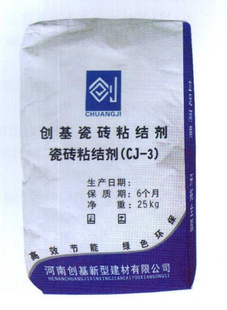 CHUANGJI
创基瓷砖粘结剂
瓷砖粘结剂(CJ-3)
生产日期:
保 质 期: 6个月
净 重: 25kg
高效节能 绿色环保
河南创基新型建材有限公司